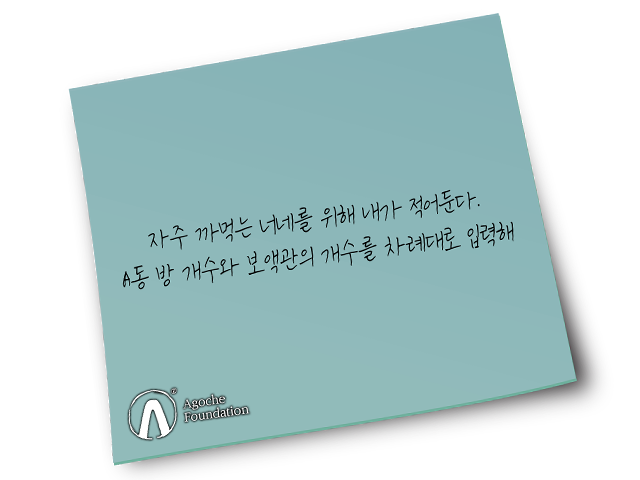 자주 까먹는 너네를 위해 내가 적어둔다.
A동 방 개수와 보액관의 개수를 차례대로 입력해
®
Agoche
Foundation